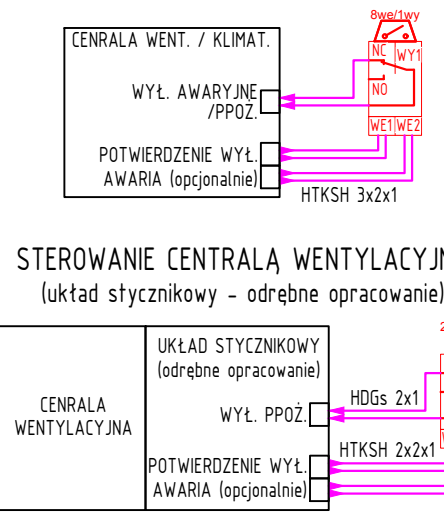 8we/1wy
CENRALA WENT. / KLIMAT.
NC WY1
WYŁ. AWARYJNE
/PPOŻ.
NO
WE1 WE2
POTWIERDZENIE WYŁ.
AWARIA (opcjonalnie)
HTKSH 3x2x1
STEROWANIE CENTRALĄ WENTYLACYJN
(układ stycznikowy - odrębne opracowanie)
UKŁAD STYCZNIKOWY
(odrębne opracowanie)
CENRALA
WENTYLACYJNA
HDGs 2x1
WYŁ. PPOŻ.
HTKSH 2x2x1
POTWIERDZENIE WYŁ.
AWARIA (opcjonalnie)